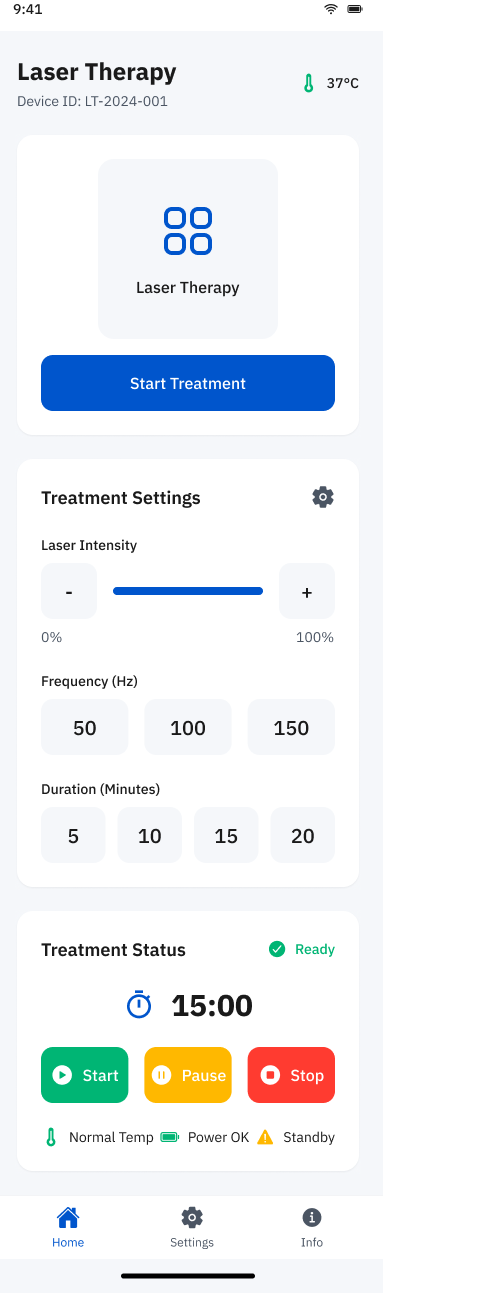 9:41
Laser Therapy
Device ID: LT-2024-001
37°C
Laser Therapy
Start Treatment
Treatment Settings
Laser Intensity
- +
0% 100%
Frequency (Hz)
50 100 150
Duration (Minutes)
5 10 15 20
Treatment Status Ready
15:00
Start Pause Stop
Normal Temp Power OK Standby
Home Settings Info